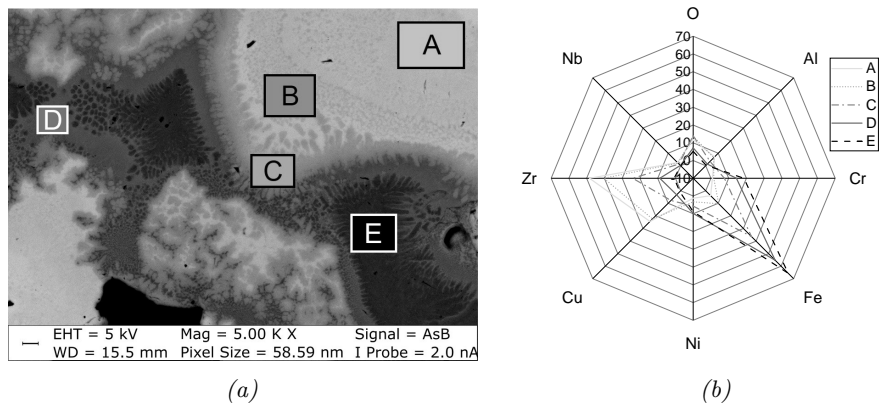 A
B
C
D
E
EHT = 5 kV Mag = 5.00 K X Signal = AsB
WD = 15.5 mm Pixel Size = 58.59 nm I Probe = 2.0 nA
(a)
O
Nb Al
Zr Cr
Cu Fe
Ni
70
60
50
40
30
20
10
0
-10
A
B
C
D
E
(b)